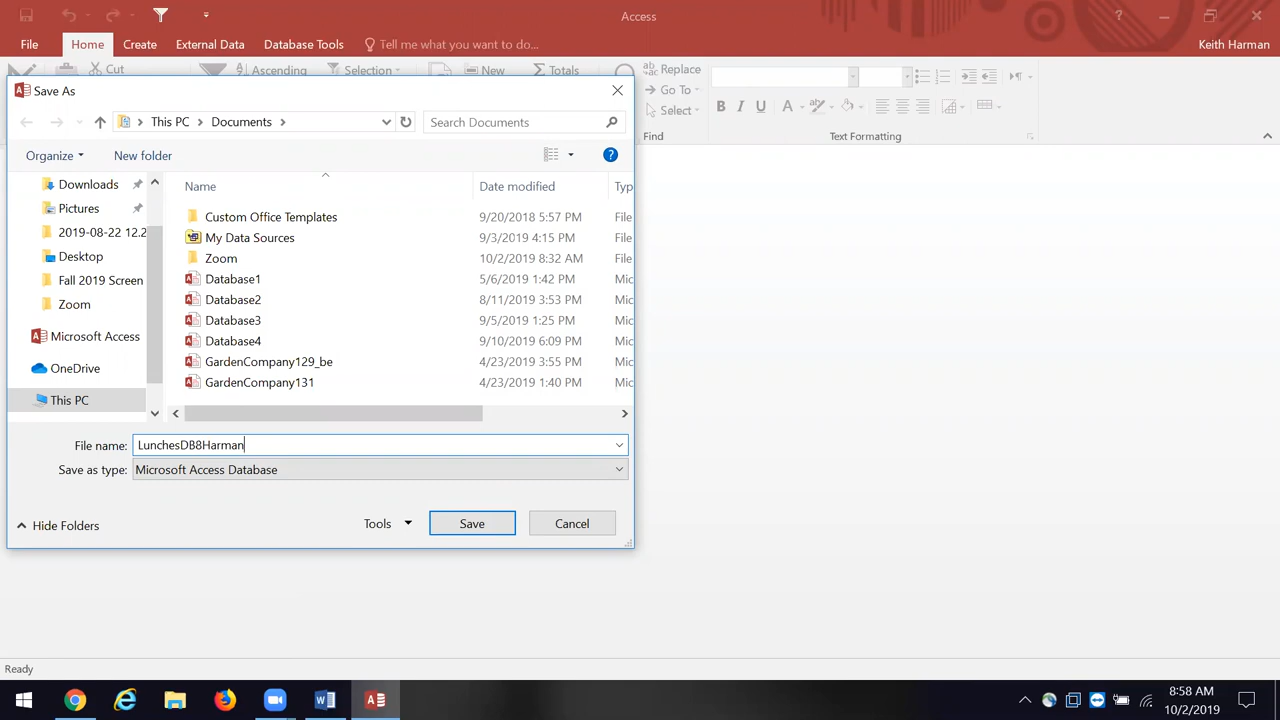 Access
?
File
Home
Create
External Data
Database Tools
Tell me what you want to do...
Keith Harman
Cut
Ascending
Selection
New
Totals
Replace
Go To
Select
Find
Text Formatting
Save As
This PC
Documents
Search Documents
Organize
New folder
?
Downloads
Pictures
2019-08-22 12.2
Desktop
Fall 2019 Screen
Zoom
Microsoft Access
OneDrive
This PC
Name
Date modified
Typ
Custom Office Templates
9/20/2018 5:57 PM
File
My Data Sources
9/3/2019 4:15 PM
File
Zoom
10/2/2019 8:32 AM
File
Database1
5/6/2019 1:42 PM
Mic
Database2
8/11/2019 3:53 PM
Mic
Database3
9/5/2019 1:25 PM
Mic
Database4
9/10/2019 6:09 PM
Mic
GardenCompany129_be
4/23/2019 3:55 PM
Mic
GardenCompany131
4/23/2019 1:40 PM
Mic
File name:
LunchesDB8Harman
Save as type:
Microsoft Access Database
Hide Folders
Tools
Save
Cancel
Ready
8:58 AM
10/2/2019